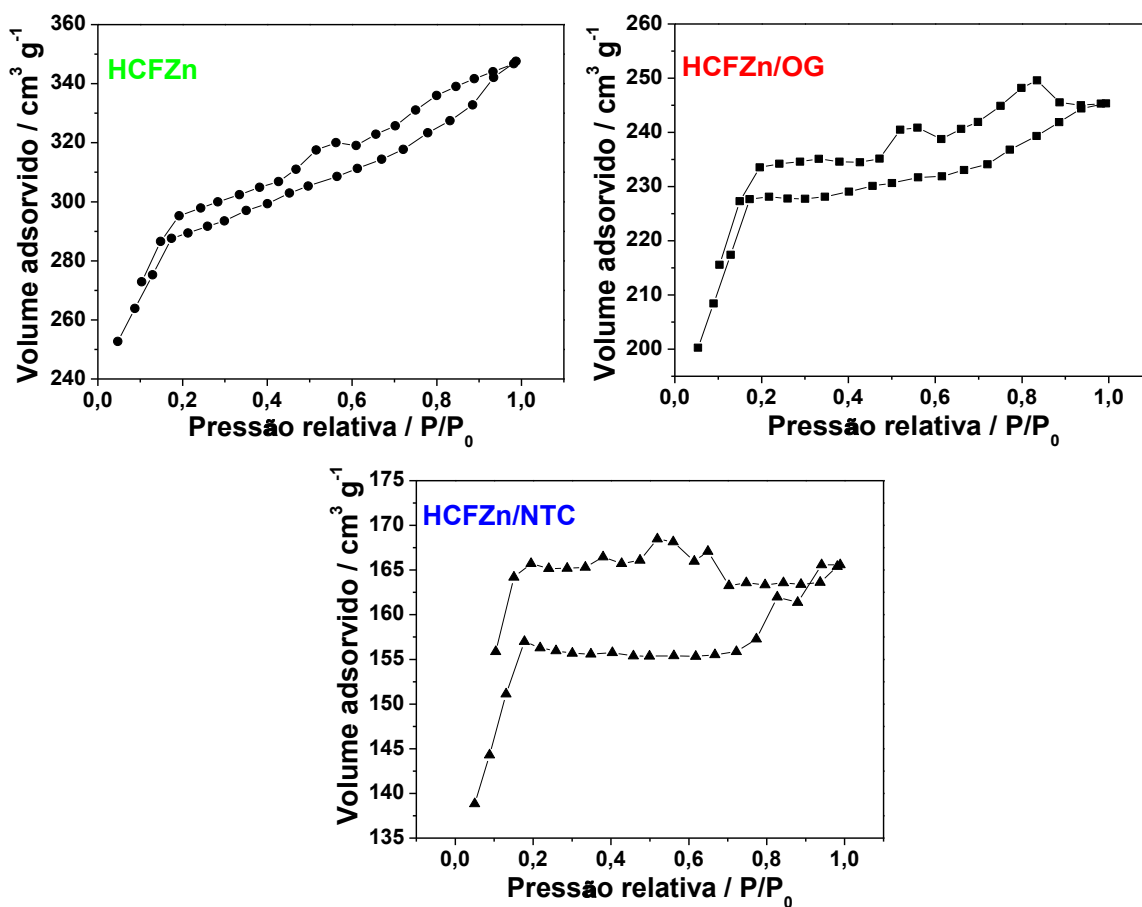 HCFZn
Volume adsorvido / cm³ g⁻¹
360
340
320
300
280
260
240
0,0 0,2 0,4 0,6 0,8 1,0
Pressão relativa / P/P₀
HCFZn/OG
Volume adsorvido / cm³ g⁻¹
260
250
240
230
220
210
200
0,0 0,2 0,4 0,6 0,8 1,0
Pressão relativa / P/P₀
HCFZn/NTC
Volume adsorvido / cm³ g⁻¹
175
170
165
160
155
150
145
140
135
0,0 0,2 0,4 0,6 0,8 1,0
Pressão relativa / P/P₀